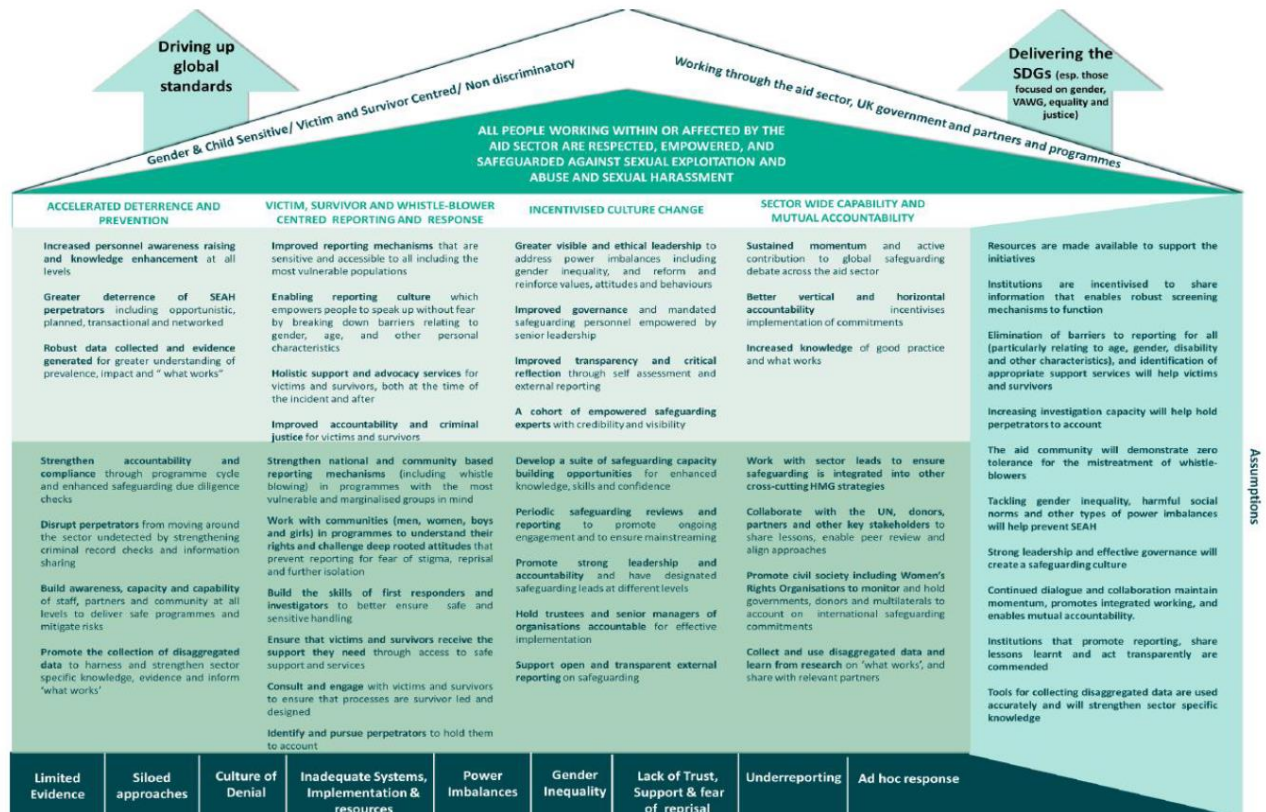 Driving up
global
standards
Gender & Child Sensitive/ Victim and Survivor Centred/ Non discriminatory
Working through the aid sector, UK government and partners and programmes
Delivering the
SDGs (esp. those
focused on gender,
VAWG, equality and
justice)
ALL PEOPLE WORKING WITHIN OR AFFECTED BY THE
AID SECTOR ARE RESPECTED, EMPOWERED, AND
SAFEGUARDED AGAINST SEXUAL EXPLOITATION AND
ABUSE AND SEXUAL HARASSMENT
ACCELERATED DETERRENCE AND
PREVENTION
Increased personnel awareness raising
and knowledge enhancement at all
levels
Greater deterrence of SEAH
perpetrators including opportunistic,
planned, transactional and networked
Robust data collected and evidence
generated for greater understanding of
prevalence, impact and " what works"
Strengthen accountability and
compliance through programme cycle
and enhanced safeguarding due diligence
checks
Disrupt perpetrators from moving around
the sector undetected by strengthening
criminal record checks and information
sharing
Build awareness, capacity and capability
of staff, partners and community at all
levels to deliver safe programmes and
mitigate risks
Promote the collection of disaggregated
data to harness and strengthen sector
specific knowledge, evidence and inform
'what works'
VICTIM, SURVIVOR AND WHISTLE-BLOWER
CENTRED REPORTING AND RESPONSE
Improved reporting mechanisms that are
sensitive and accessible to all including the
most vulnerable populations
Enabling reporting culture which
empowers people to speak up without fear
by breaking down barriers relating to
gender, age, and other personal
characteristics
Holistic support and advocacy services for
victims and survivors, both at the time of
the incident and after
Improved accountability and criminal
justice for victims and survivors
Strengthen national and community based
reporting mechanisms (including whistle
blowing) in programmes with the most
vulnerable and marginalised groups in mind
Work with communities (men, women, boys
and girls) in programmes to understand their
rights and challenge deep rooted attitudes that
prevent reporting for fear of stigma, reprisal
and further isolation
Build the skills of first responders and
investigators to better ensure safe and
sensitive handling
Ensure that victims and survivors receive the
support they need through access to safe
support and services
Consult and engage with victims and survivors
to ensure that processes are survivor led and
designed
Identify and pursue perpetrators to hold them
to account
INCENTIVISED CULTURE CHANGE
Greater visible and ethical leadership to
address power imbalances including
gender inequality, and reform and
reinforce values, attitudes and behaviours
Improved governance and mandated
safeguarding personnel empowered by
senior leadership
Improved transparency and critical
reflection through self assessment and
external reporting
A cohort of empowered safeguarding
experts with credibility and visibility
Develop a suite of safeguarding capacity
building opportunities for enhanced
knowledge, skills and confidence
Periodic safeguarding reviews and
reporting to promote ongoing
engagement and to ensure mainstreaming
Promote strong leadership and
accountability and have designated
safeguarding leads at different levels
Hold trustees and senior managers of
organisations accountable for effective
implementation
Support open and transparent external
reporting on safeguarding
SECTOR WIDE CAPABILITY AND
MUTUAL ACCOUNTABILITY
Sustained momentum and active
contribution to global safeguarding
debate across the aid sector
Better vertical and horizontal
accountability incentivises
implementation of commitments
Increased knowledge of good practice
and what works
Work with sector leads to ensure
safeguarding is integrated into other
cross-cutting HMG strategies
Collaborate with the UN, donors,
partners and other key stakeholders to
share lessons, enable peer review and
align approaches
Promote civil society including Women's
Rights Organisations to monitor and hold
governments, donors and multilaterals to
account on international safeguarding
commitments
Collect and use disaggregated data and
learn from research on 'what works', and
share with relevant partners
Resources are made available to support the
initiatives
Institutions are incentivised to share
information that enables robust screening
mechanisms to function
Elimination of barriers to reporting for all
(particularly relating to age, gender, disability
and other characteristics), and identification of
appropriate support services will help victims
and survivors
Increasing investigation capacity will help hold
perpetrators to account
The aid community will demonstrate zero
tolerance for the mistreatment of whistle-
blowers
Tackling gender inequality, harmful social
norms and other types of power imbalances
will help prevent SEAH
Strong leadership and effective governance will
create a safeguarding culture
Continued dialogue and collaboration maintain
momentum, promotes integrated working, and
enables mutual accountability.
Institutions that promote reporting, share
lessons learnt and act transparently are
commended
Tools for collecting disaggregated data are used
accurately and will strengthen sector specific
knowledge
Assumptions
Limited
Evidence
Siloed
approaches
Culture of
Denial
Inadequate Systems,
Implementation &
resources
Power
Imbalances
Gender
Inequality
Lack of Trust,
Support & fear
of reprisal
Underreporting
Ad hoc response